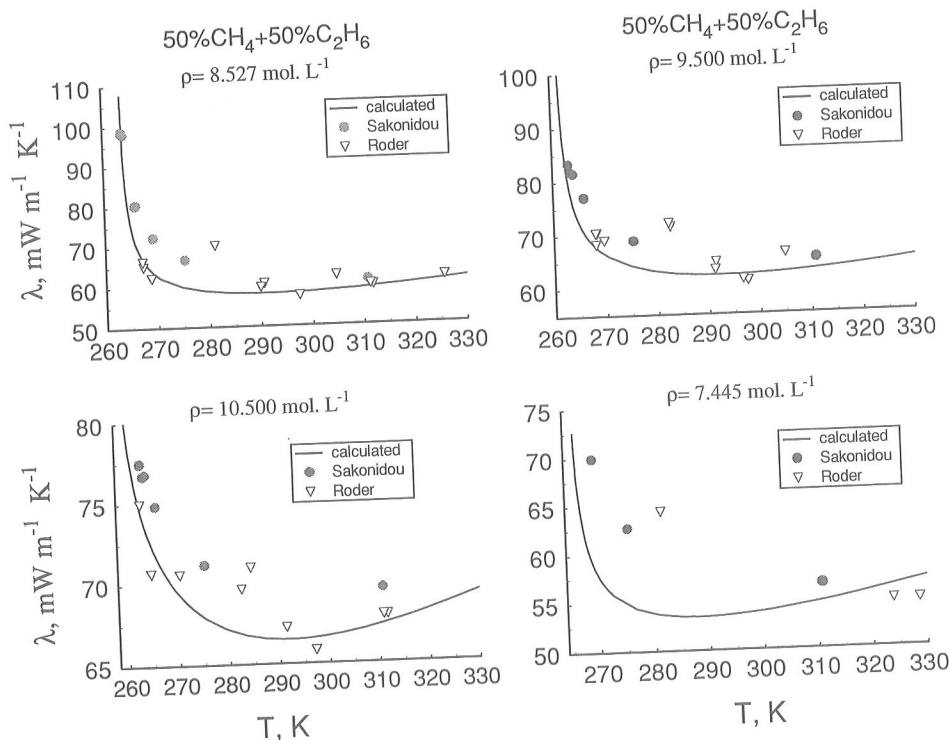 50%CH4+50%C2H6
ρ= 8.527 mol. L-1
110
100
90
80
70
60
50
λ, mW m-1 K-1
calculated
Sakonidou
Roder
260 270 280 290 300 310 320 330
50%CH4+50%C2H6
ρ= 9.500 mol. L-1
100
90
80
70
60
calculated
Sakonidou
Roder
260 270 280 290 300 310 320 330
ρ= 10.500 mol. L-1
80
75
70
65
λ, mW m-1 K-1
calculated
Sakonidou
Roder
260 270 280 290 300 310 320 330
T, K
ρ= 7.445 mol. L-1
75
70
65
60
55
50
calculated
Sakonidou
Roder
270 280 290 300 310 320 330
T, K